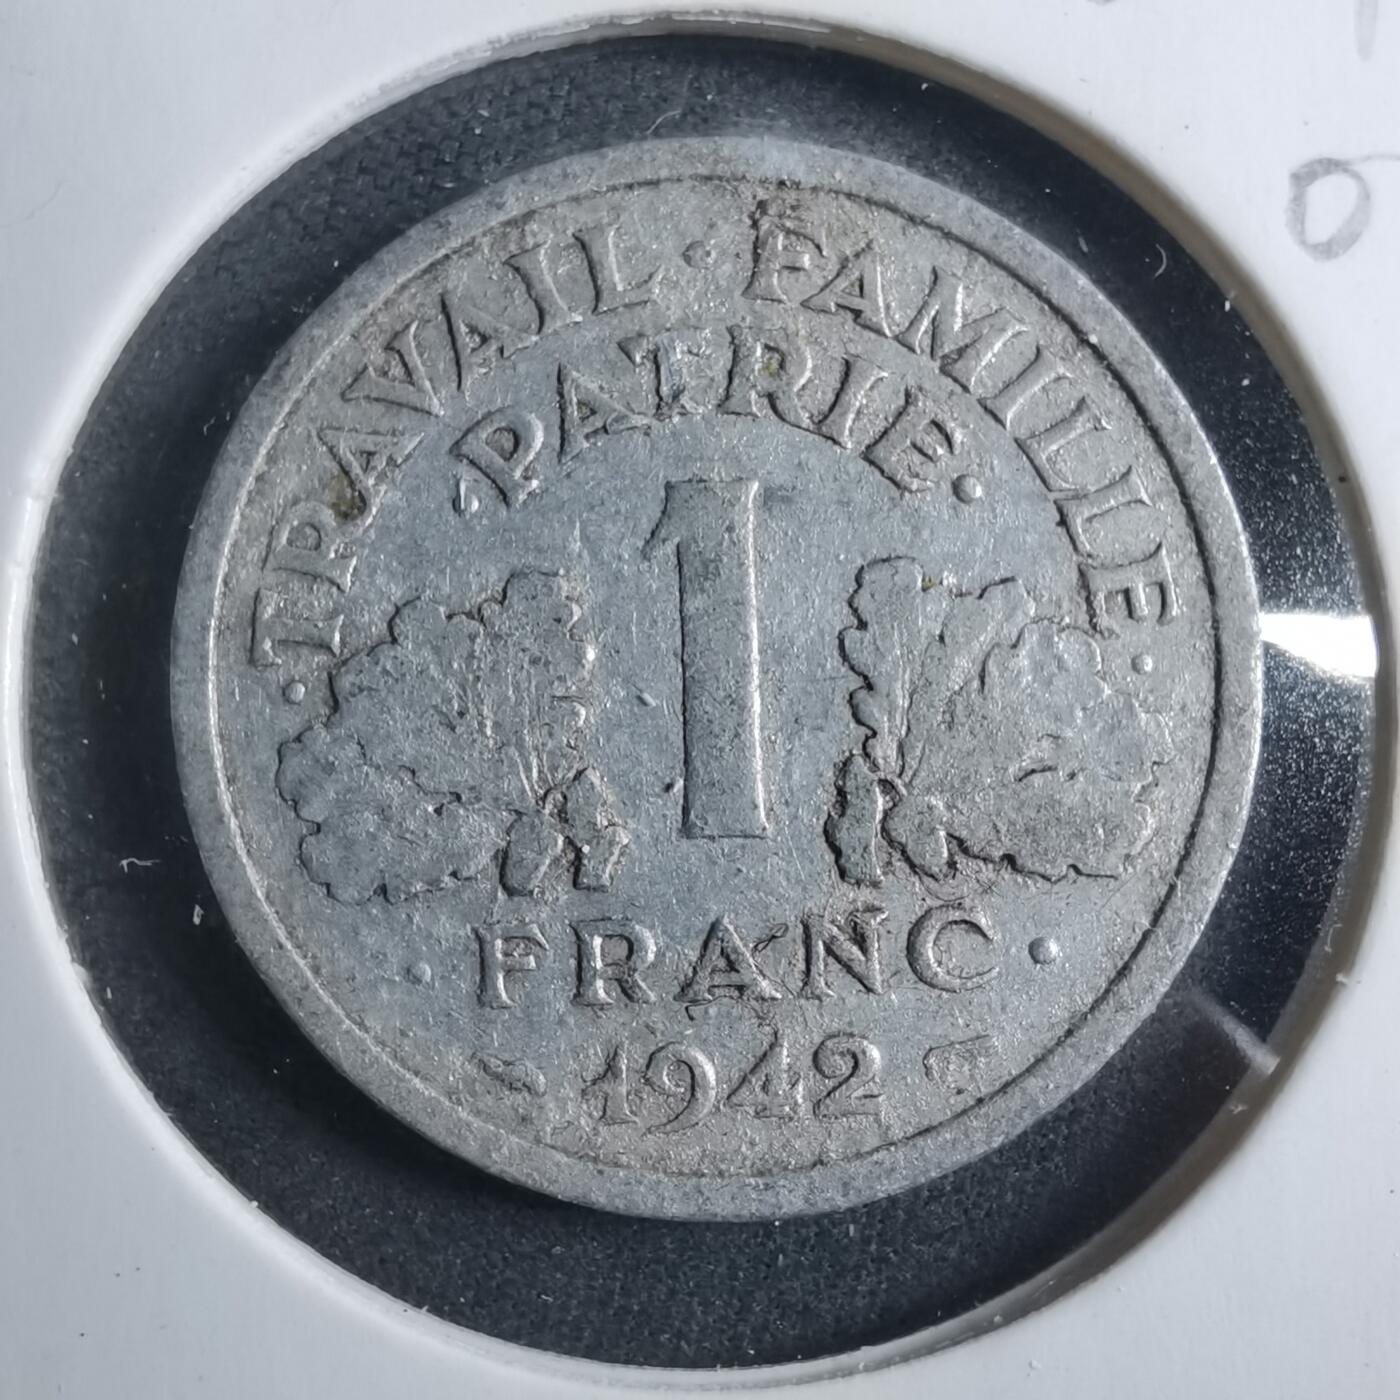 ·TRAVAIL·FAMILLE·
·PATRIE·
1
·FRANC·
1942